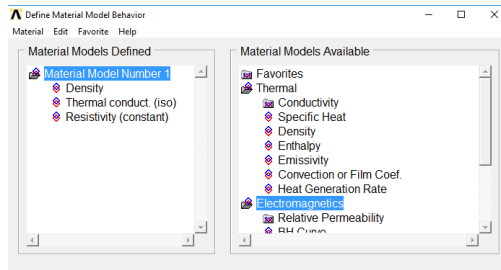 Define Material Model Behavior
Material Edit Favorite Help
Material Models Defined
Material Model Number 1
Density
Thermal conduct. (iso)
Resistivity (constant)
Material Models Available
Favorites
Thermal
Conductivity
Specific Heat
Density
Enthalpy
Emissivity
Convection or Film Coef.
Heat Generation Rate
Electromagnetics
Relative Permeability
BH Curve